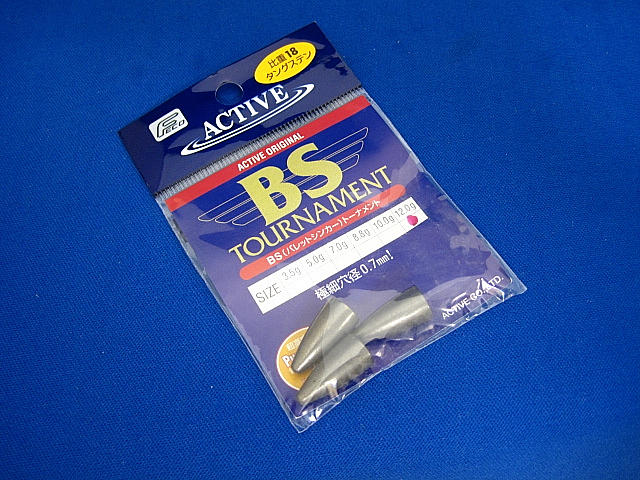 比重18
タングステン
FECO
ACTIVE
ACTIVE ORIGINAL
BS
TOURNAMENT
BS(バレットシンカー)トーナメント
SIZE 3.5g 5.0g 7.0g 8.8g 10.0g 12.0g
極細穴径0.7mm!
ACTIVE CO.,LTD.